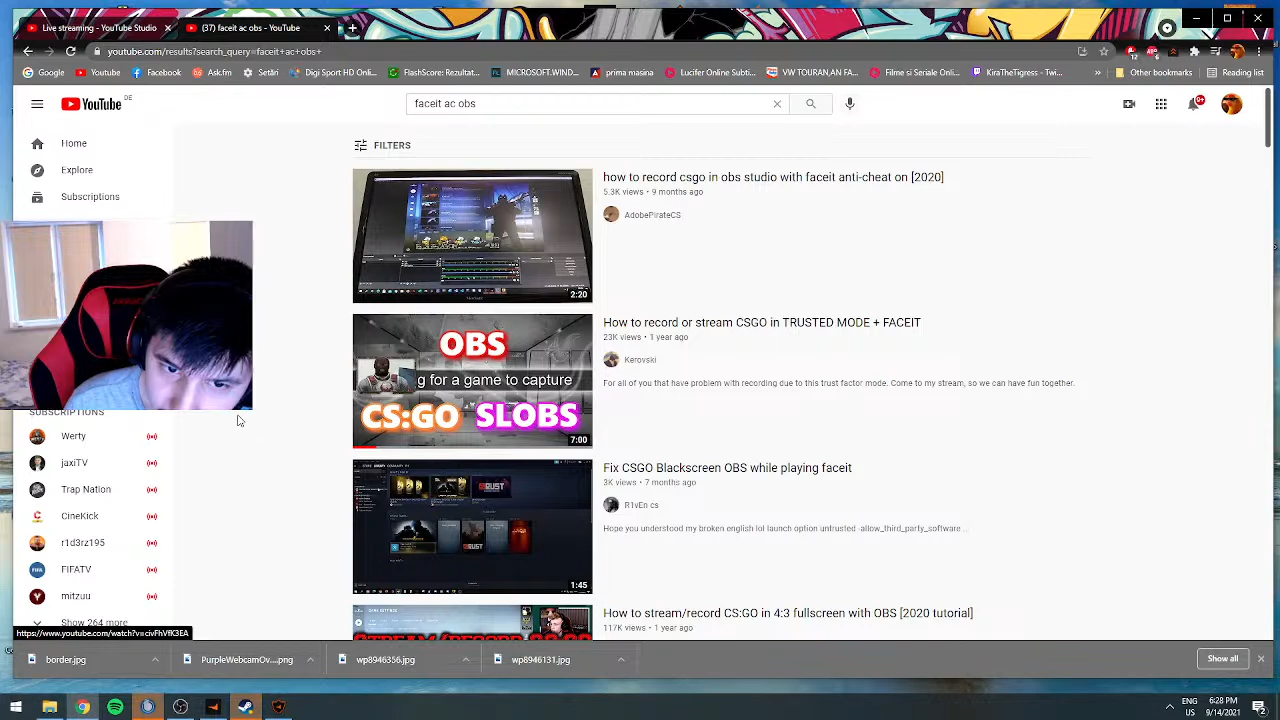 Live streaming - YouTube Studio
(37) faceit ac obs - YouTube
youtube.com/results?search_query=faceit+ac+obs+
Google
Youtube
Facebook
Ask.fm
Setări
Digi Sport HD Onli...
FlashScore: Rezultat...
MICROSOFT.WIND...
prima masina
Lucifer Online Subt...
VW TOURAN,AN FA...
Filme si Seriale Onli...
KiraTheTigress - Twi...
»
Other bookmarks
Reading list
YouTube DE
faceit ac obs
9+
Home
Explore
Subscriptions
FILTERS
how to record csgo in obs studio with faceit anti-cheat on [2020]
5.3K views • 9 months ago
AdobePirateCS
2:20
How to record or stream CSGO in TRUSTED MODE + FACEIT
23K views • 1 year ago
Kerovski
For all of you that have problem with recording due to this trust factor mode. Come to my stream, so we can have fun together.
OBS
g for a game to capture
CS:GO SLOBS
7:00
SUBSCRIPTIONS
Werty
jaxiTV
Trap Nation
r1d3rz195
FIFATV
mitzuu
Show 264 more
Fix CSGO Blackscreen OBS while play Faceit
3K views • 7 months ago
R1vEn cs
Hope you understood my broken english lol launch option:untrusted -allow_third_party_software ...
RUST
1:45
How to stream/record CS:GO in 4:3 fullscreen with OBS [2020 tutorial]
117K views • 1 year ago
border.jpg
PurpleWebcamOv....png
wp8946356.jpg
wp8946131.jpg
Show all
ENG
US
6:28 PM
9/14/2021
2